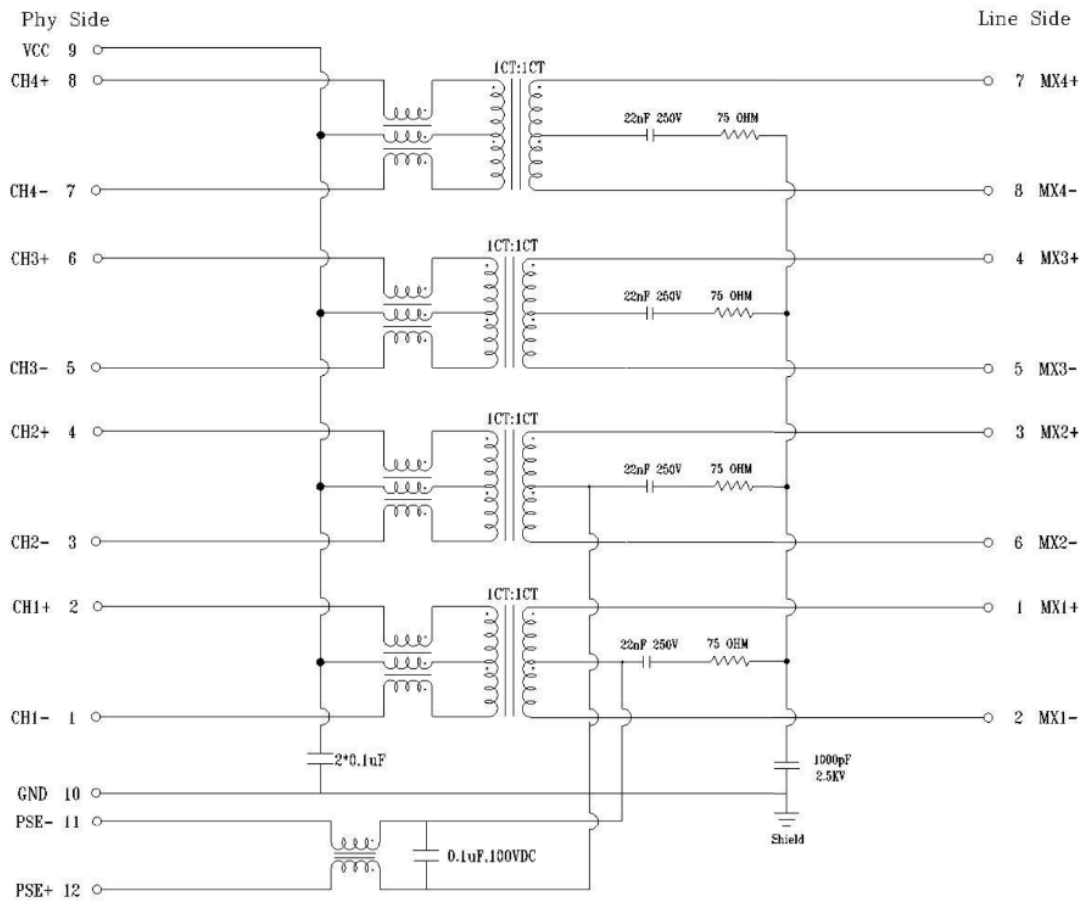 Phy Side
Line Side
VCC 9
CH4+ 8
1CT:1CT
7 MX4+
22nF 250V
75 OHM
CH4- 7
8 MX4-
CH3+ 6
1CT:1CT
4 MX3+
22nF 250V
75 OHM
CH3- 5
5 MX3-
CH2+ 4
1CT:1CT
3 MX2+
22nF 250V
75 OHM
CH2- 3
6 MX2-
CH1+ 2
1CT:1CT
1 MX1+
22nF 250V
75 OHM
CH1- 1
2 MX1-
2*0.1uF
1000pF
2.5KV
GND 10
PSE- 11
Shield
0.1uF,100VDC
PSE+ 12